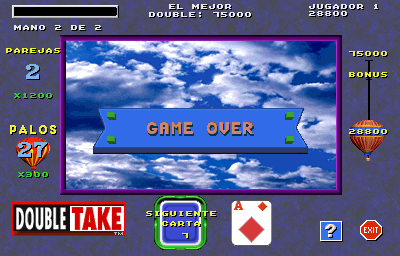 EL MEJOR
DOUBLE: 75000
JUGADOR 1
28800
MANO 2 DE 2
PAREJAS
2
X1200
PALOS
27
X300
75000
BONUS
28800
GAME OVER
DOUBLE TAKE™
SIGUIENTE
CARTA
7
A
?
EXIT